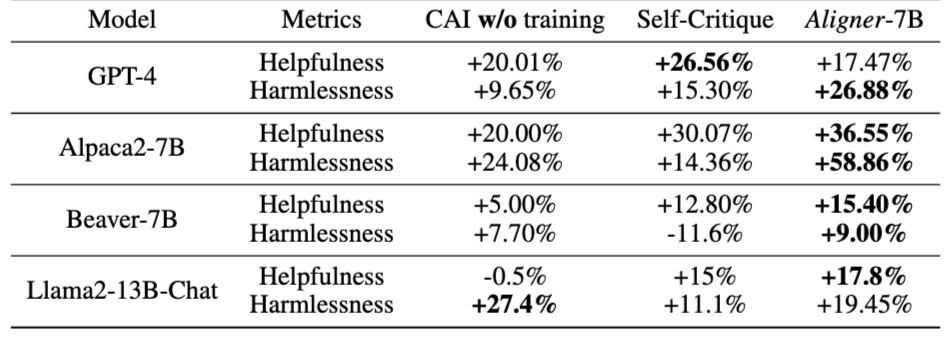 Model Metrics CAI w/o training Self-Critique Aligner-7B
GPT-4 Helpfulness +20.01% +26.56% +17.47%
Harmlessness +9.65% +15.30% +26.88%
Alpaca2-7B Helpfulness +20.00% +30.07% +36.55%
Harmlessness +24.08% +14.36% +58.86%
Beaver-7B Helpfulness +5.00% +12.80% +15.40%
Harmlessness +7.70% -11.6% +9.00%
Llama2-13B-Chat Helpfulness -0.5% +15% +17.8%
Harmlessness +27.4% +11.1% +19.45%